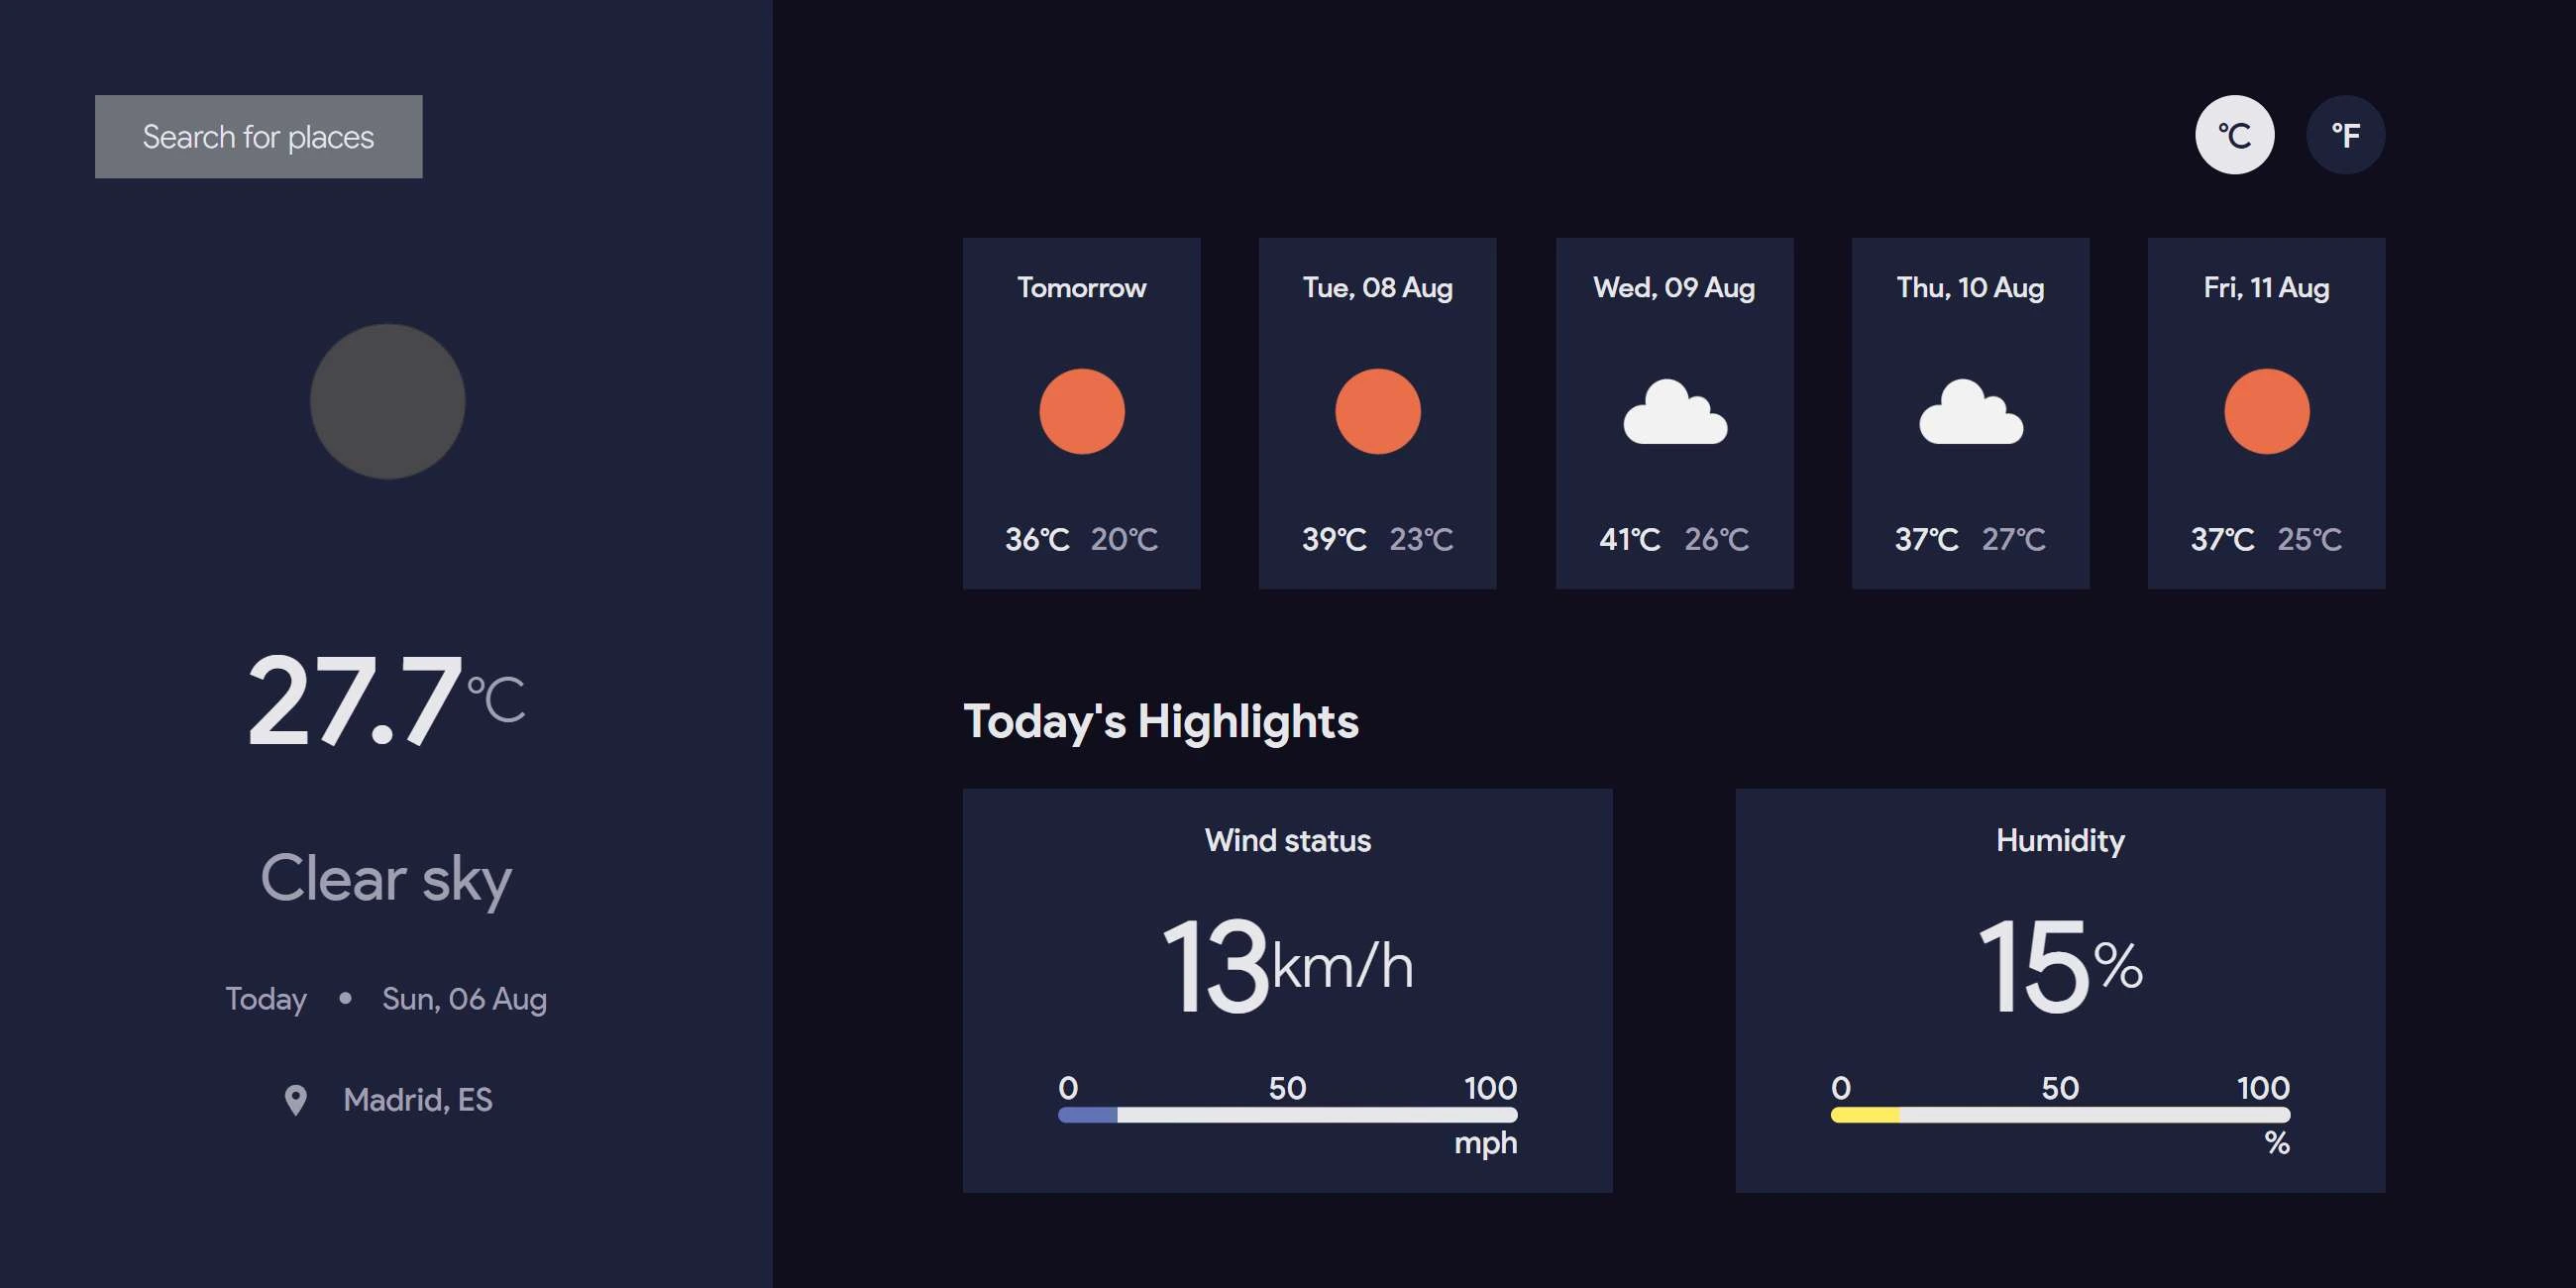 Search for places
27.7°C
Clear sky
Today • Sun, 06 Aug
Madrid, ES
°C °F
Tomorrow
36°C 20°C
Tue, 08 Aug
39°C 23°C
Wed, 09 Aug
41°C 26°C
Thu, 10 Aug
37°C 27°C
Fri, 11 Aug
37°C 25°C
Today's Highlights
Wind status
13km/h
0 50 100
mph
Humidity
15%
0 50 100
%